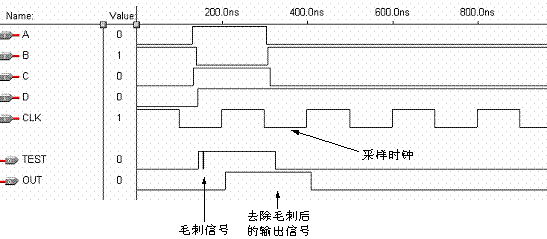 Name: Value: 200.0ns 400.0ns 600.0ns 800.0ns
A 0
B 1
C 0
D 0
CLK 1
采样时钟
TEST 0
OUT 0
毛刺信号
去除毛刺后
的输出信号